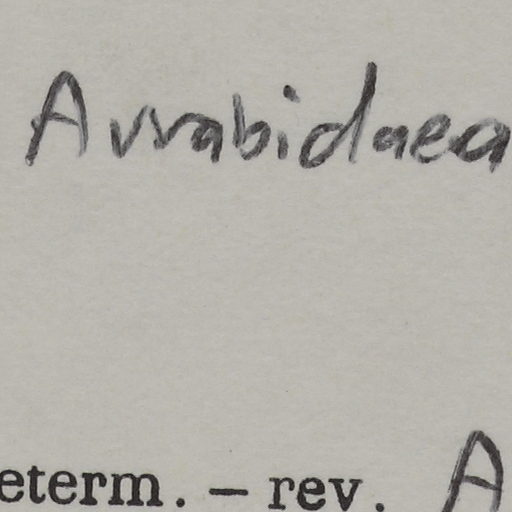 Arrabidaea
eterm. – rev. A